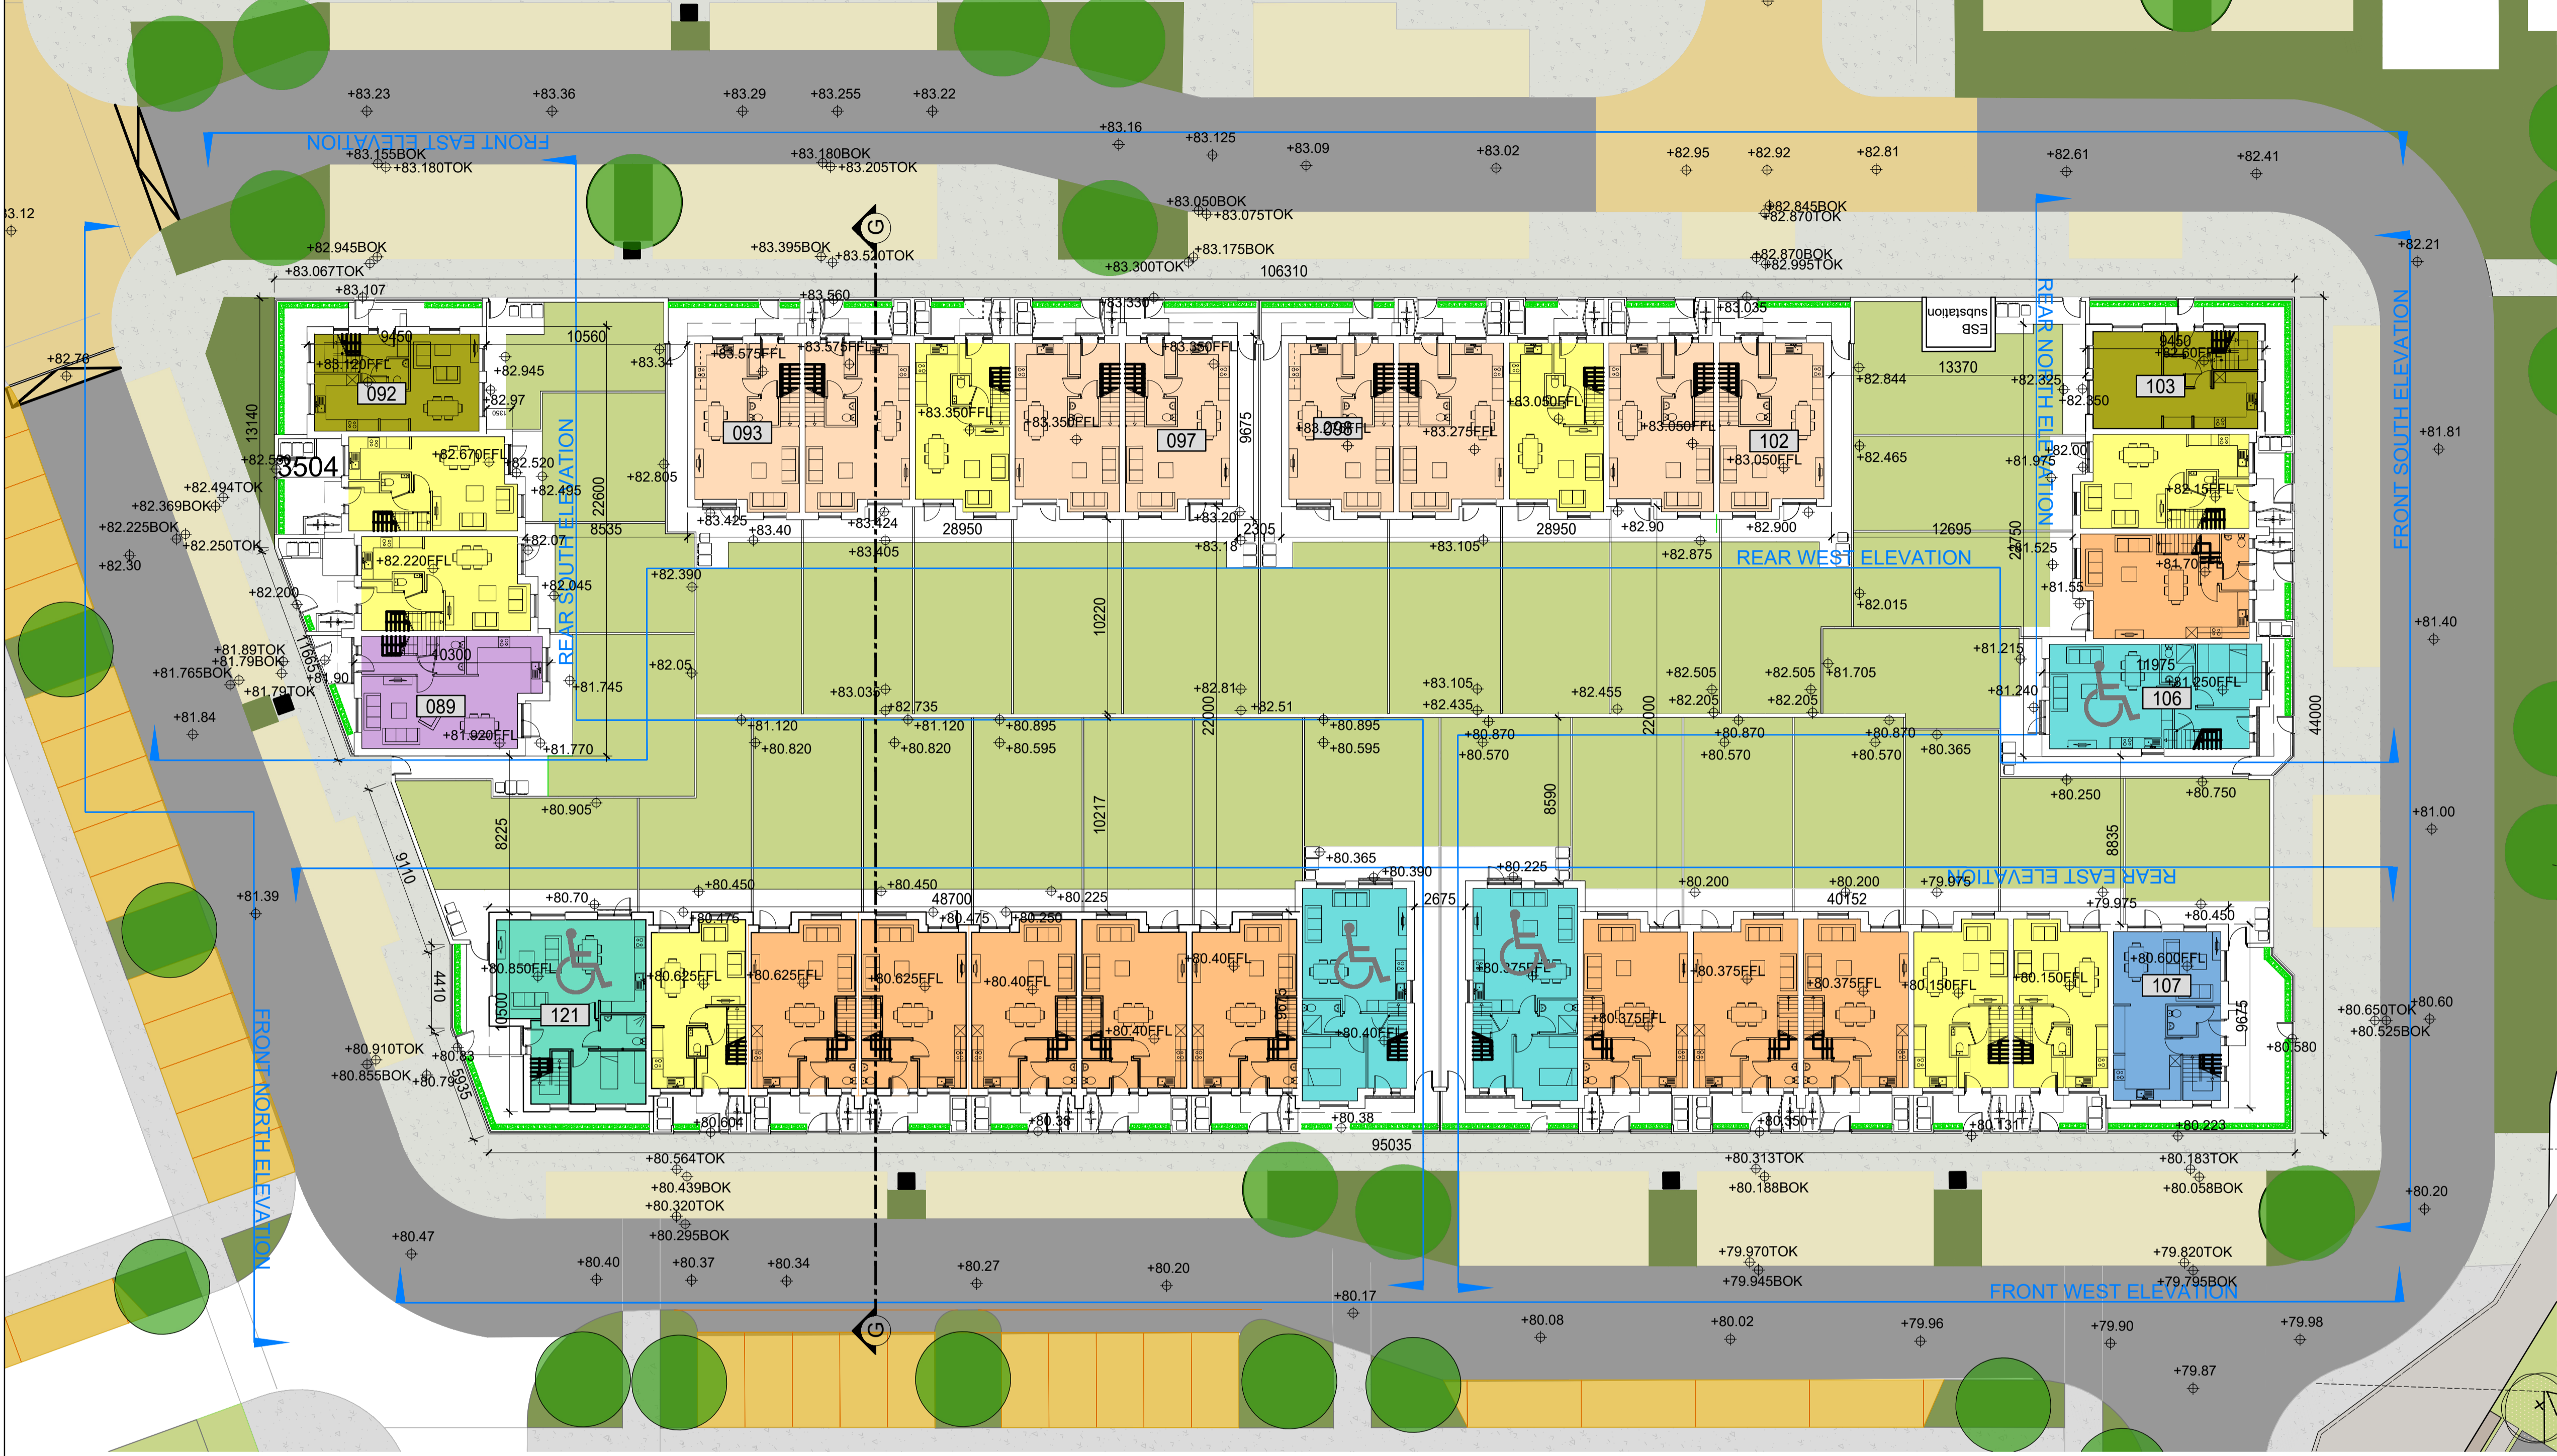 +83.23
+83.36
+83.29
+83.255
+83.22
+83.16
+83.125
+83.09
+83.02
+82.95
+82.92
+82.81
+82.61
+82.41
FRONT EAST ELEVATION
+83.155BOK
+83.180TOK
+83.180BOK
+83.205TOK
+83.050BOK
+83.075TOK
+82.845BOK
+82.870TOK
+82.21
+82.945BOK
+83.067TOK
+83.395BOK
+83.520TOK
+83.175BOK
+83.300TOK
+82.870BOK
+82.995TOK
G
106310
+83.107
+83.560
+83.330
+83.035
ESB
substation
9450
10560
+83.120FFL
092
+82.945
+82.97
1350
+83.34
+83.575FFL
+83.575FFL
+83.350FFL
+83.350FFL
+83.350FFL
093
097
9675
098
+83.275FFL
+83.050FFL
+83.050FFL
+83.050FFL
102
+82.844
13370
+82.325
+82.350
9450
+82.60FFL
103
+82.76
13140
3504
+82.670FFL
+82.520
+82.495
+82.805
22600
8535
REAR SOUTH ELEVATION
+82.465
+82.00
+81.975
+82.15FFL
REAR NORTH ELEVATION
FRONT SOUTH ELEVATION
+81.81
+82.494TOK
+82.369BOK
+82.225BOK
+82.250TOK
+82.30
+82.07
+82.220FFL
+82.045
+82.200
+82.390
+83.425
+83.40
+83.424
+83.405
28950
+83.20
+83.18
2305
+83.105
28950
+82.90
+82.875
+82.900
12695
REAR WEST ELEVATION
+81.525
+81.70FFL
+81.55
+82.015
+81.40
11665
+81.89TOK
+81.79BOK
+81.765BOK
+81.79TOK
+81.90
+81.84
10300
089
+81.920FFL
+81.745
+81.770
+82.05
10220
+83.035
+82.735
+82.81
+82.51
22000
+83.105
+82.435
+82.455
+82.505
+82.205
+82.505
+82.205
22000
+81.705
+81.215
+81.240
11975
+81.250FFL
106
44000
+81.120
+80.820
+81.120
+80.820
+80.895
+80.595
+80.895
+80.595
+80.870
+80.570
+80.870
+80.570
+80.870
+80.570
+80.365
+80.250
+80.750
+81.00
+80.905
8225
10217
8590
8835
9110
+81.39
REAR EAST ELEVATION
+80.70
+80.450
+80.450
48700
+80.225
+80.475
+80.475
+80.250
+80.365
+80.390
2675
+80.225
+80.200
40152
+80.200
+79.975
+79.975
+80.450
4410
+80.850FFL
10500
121
+80.625FFL
+80.625FFL
+80.625FFL
+80.40FFL
+80.40FFL
+80.40FFL
9675
+80.40FFL
+80.375FFL
+80.375FFL
+80.375FFL
+80.375FFL
+80.150FFL
+80.150FFL
+80.600FFL
107
9675
+80.650TOK
+80.60
+80.525BOK
+80.580
FRONT NORTH ELEVATION
+80.910TOK
+80.855BOK
+80.83
+80.79
5935
+80.604
+80.38
+80.38
+80.350
+80.131
+80.223
95035
+80.564TOK
+80.439BOK
+80.320TOK
+80.295BOK
+80.313TOK
+80.188BOK
+80.183TOK
+80.058BOK
+80.20
+80.47
+80.40
+80.37
+80.34
+80.27
+80.20
+80.17
+79.970TOK
+79.945BOK
+79.820TOK
+79.795BOK
FRONT WEST ELEVATION
G
+80.08
+80.02
+79.96
+79.90
+79.98
+79.87